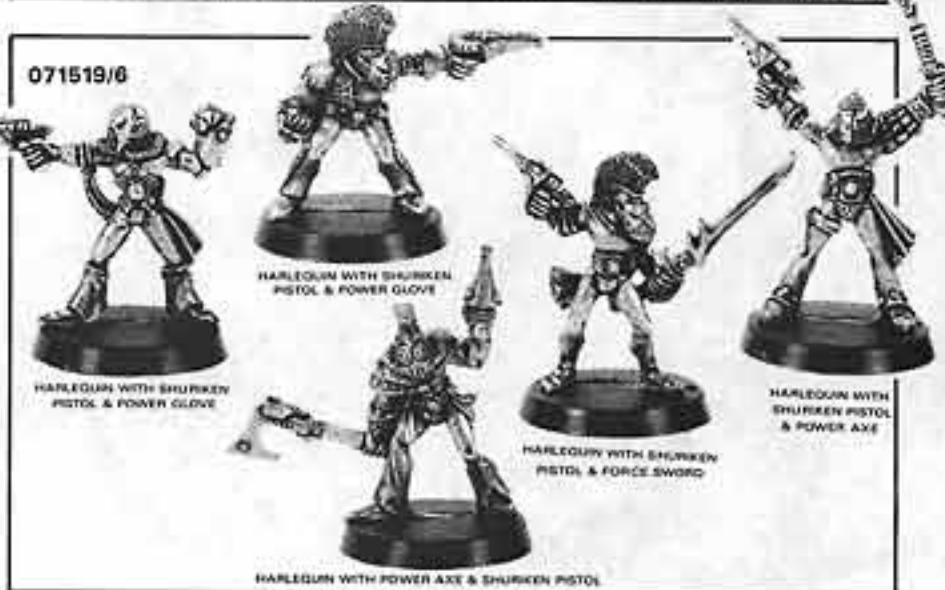 071519/6
HARLEQUIN WITH SHURIKEN
PISTOL & POWER GLOVE
HARLEQUIN WITH SHURIKEN
PISTOL & POWER GLOVE
HARLEQUIN WITH SHURIKEN
PISTOL & FORCE SWORD
HARLEQUIN WITH
SHURIKEN PISTOL
& POWER AXE
HARLEQUIN WITH POWER AXE & SHURIKEN PISTOL